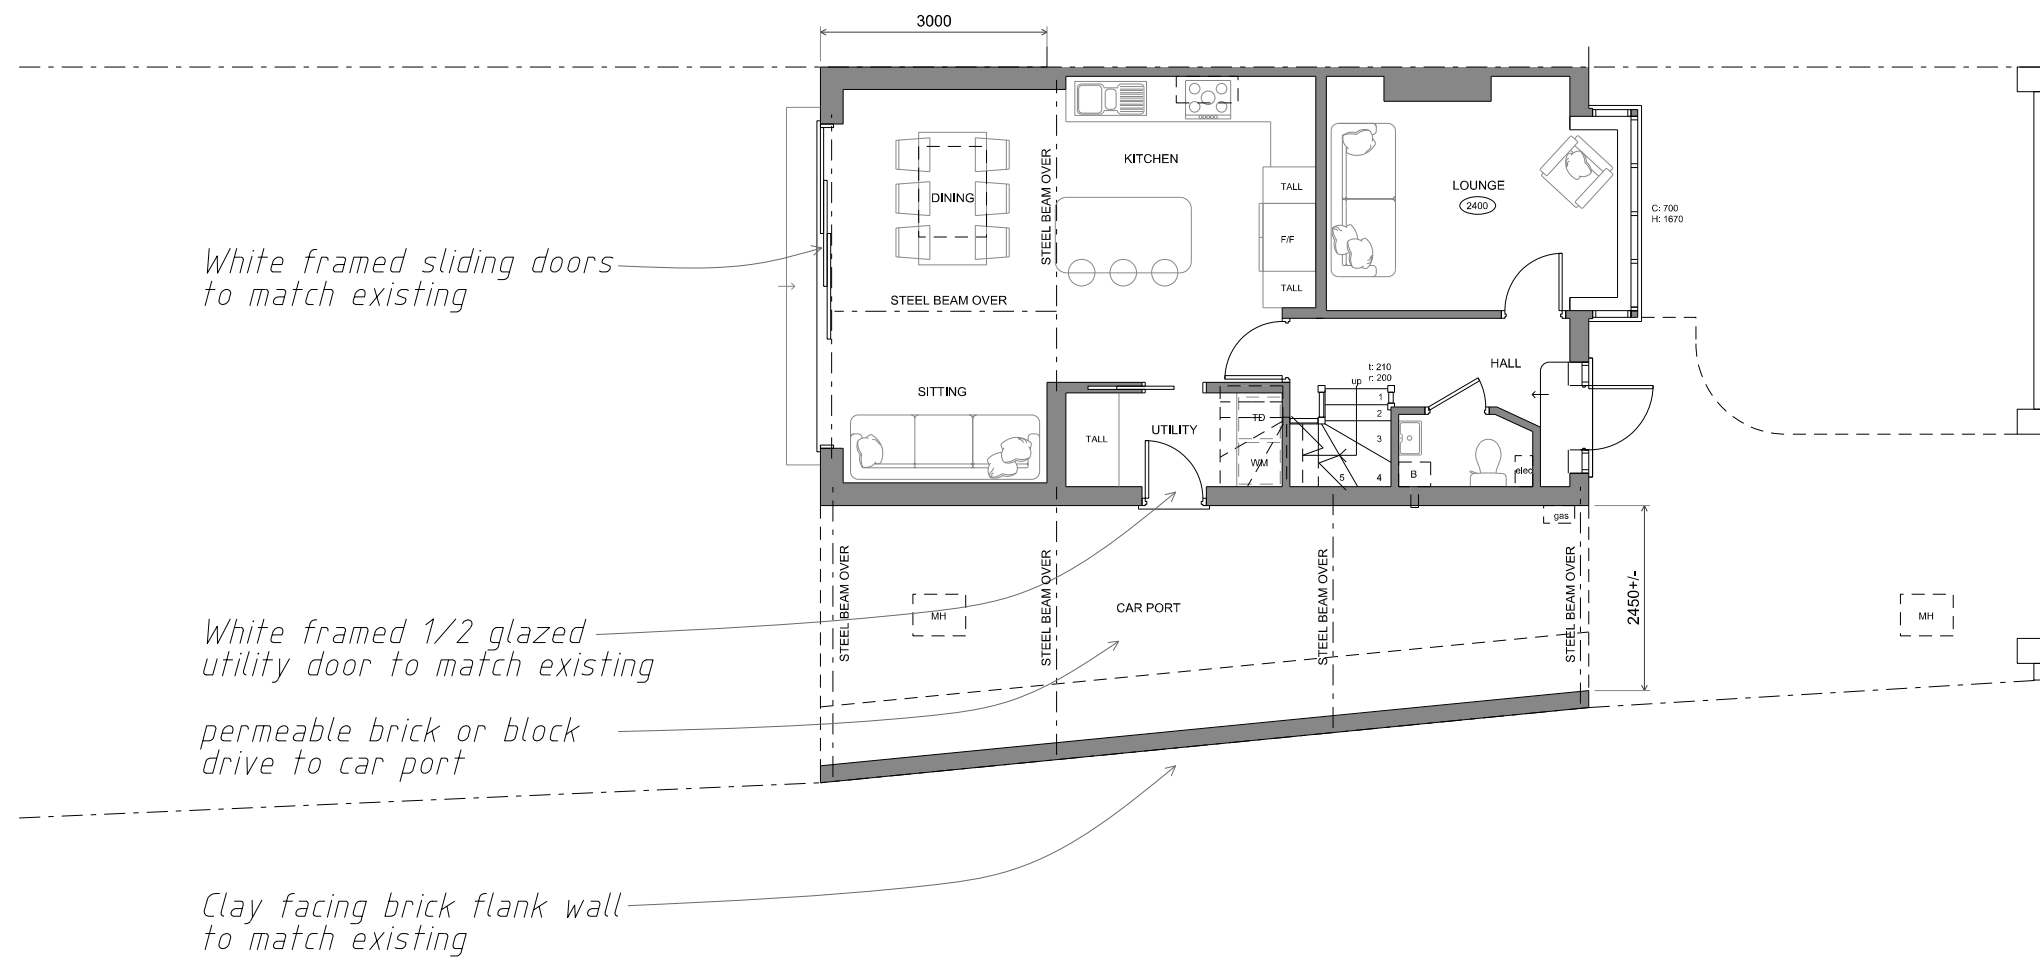 3000
STEEL BEAM OVER
KITCHEN
TALL
LOUNGE
2400
DINING
C: 700
H: 1670
F/F
White framed sliding doors
to match existing
TALL
STEEL BEAM OVER
HALL
t: 210
r: 200
up
SITTING
1
2
TD
UTILITY
TALL
3
WM
B
elec
5
4
gas
STEEL BEAM OVER
STEEL BEAM OVER
STEEL BEAM OVER
STEEL BEAM OVER
2450+/-
CAR PORT
MH
MH
White framed 1/2 glazed
utility door to match existing
permeable brick or block
drive to car port
Clay facing brick flank wall
to match existing